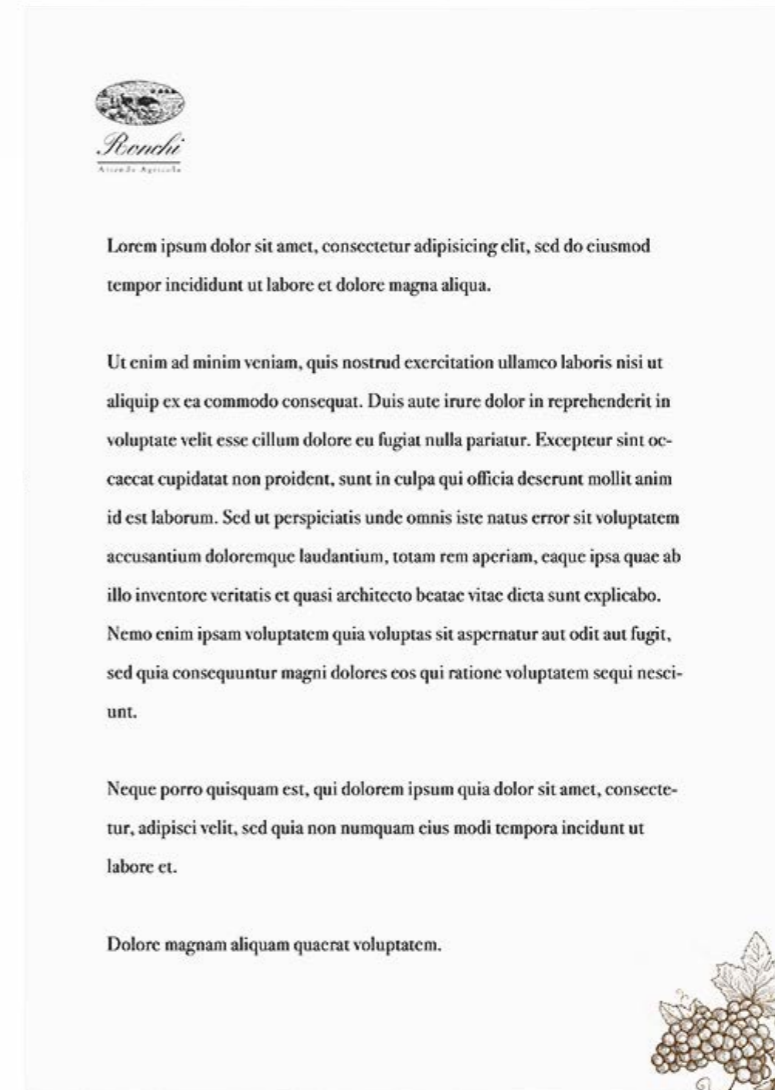 Ronchi
Azienda Agricola
Lorem ipsum dolor sit amet, consectetur adipisicing elit, sed do eiusmod
tempor incididunt ut labore et dolore magna aliqua.
Ut enim ad minim veniam, quis nostrud exercitation ullamco laboris nisi ut
aliquip ex ea commodo consequat. Duis aute irure dolor in reprehenderit in
voluptate velit esse cillum dolore eu fugiat nulla pariatur. Excepteur sint oc-
caecat cupidatat non proident, sunt in culpa qui officia deserunt mollit anim
id est laborum. Sed ut perspiciatis unde omnis iste natus error sit voluptatem
accusantium doloremque laudantium, totam rem aperiam, eaque ipsa quae ab
illo inventore veritatis et quasi architecto beatae vitae dicta sunt explicabo.
Nemo enim ipsam voluptatem quia voluptas sit aspernatur aut odit aut fugit,
sed quia consequuntur magni dolores eos qui ratione voluptatem sequi nesci-
unt.
Neque porro quisquam est, qui dolorem ipsum quia dolor sit amet, consecte-
tur, adipisci velit, sed quia non numquam eius modi tempora incidunt ut
labore et.
Dolore magnam aliquam quaerat voluptatem.